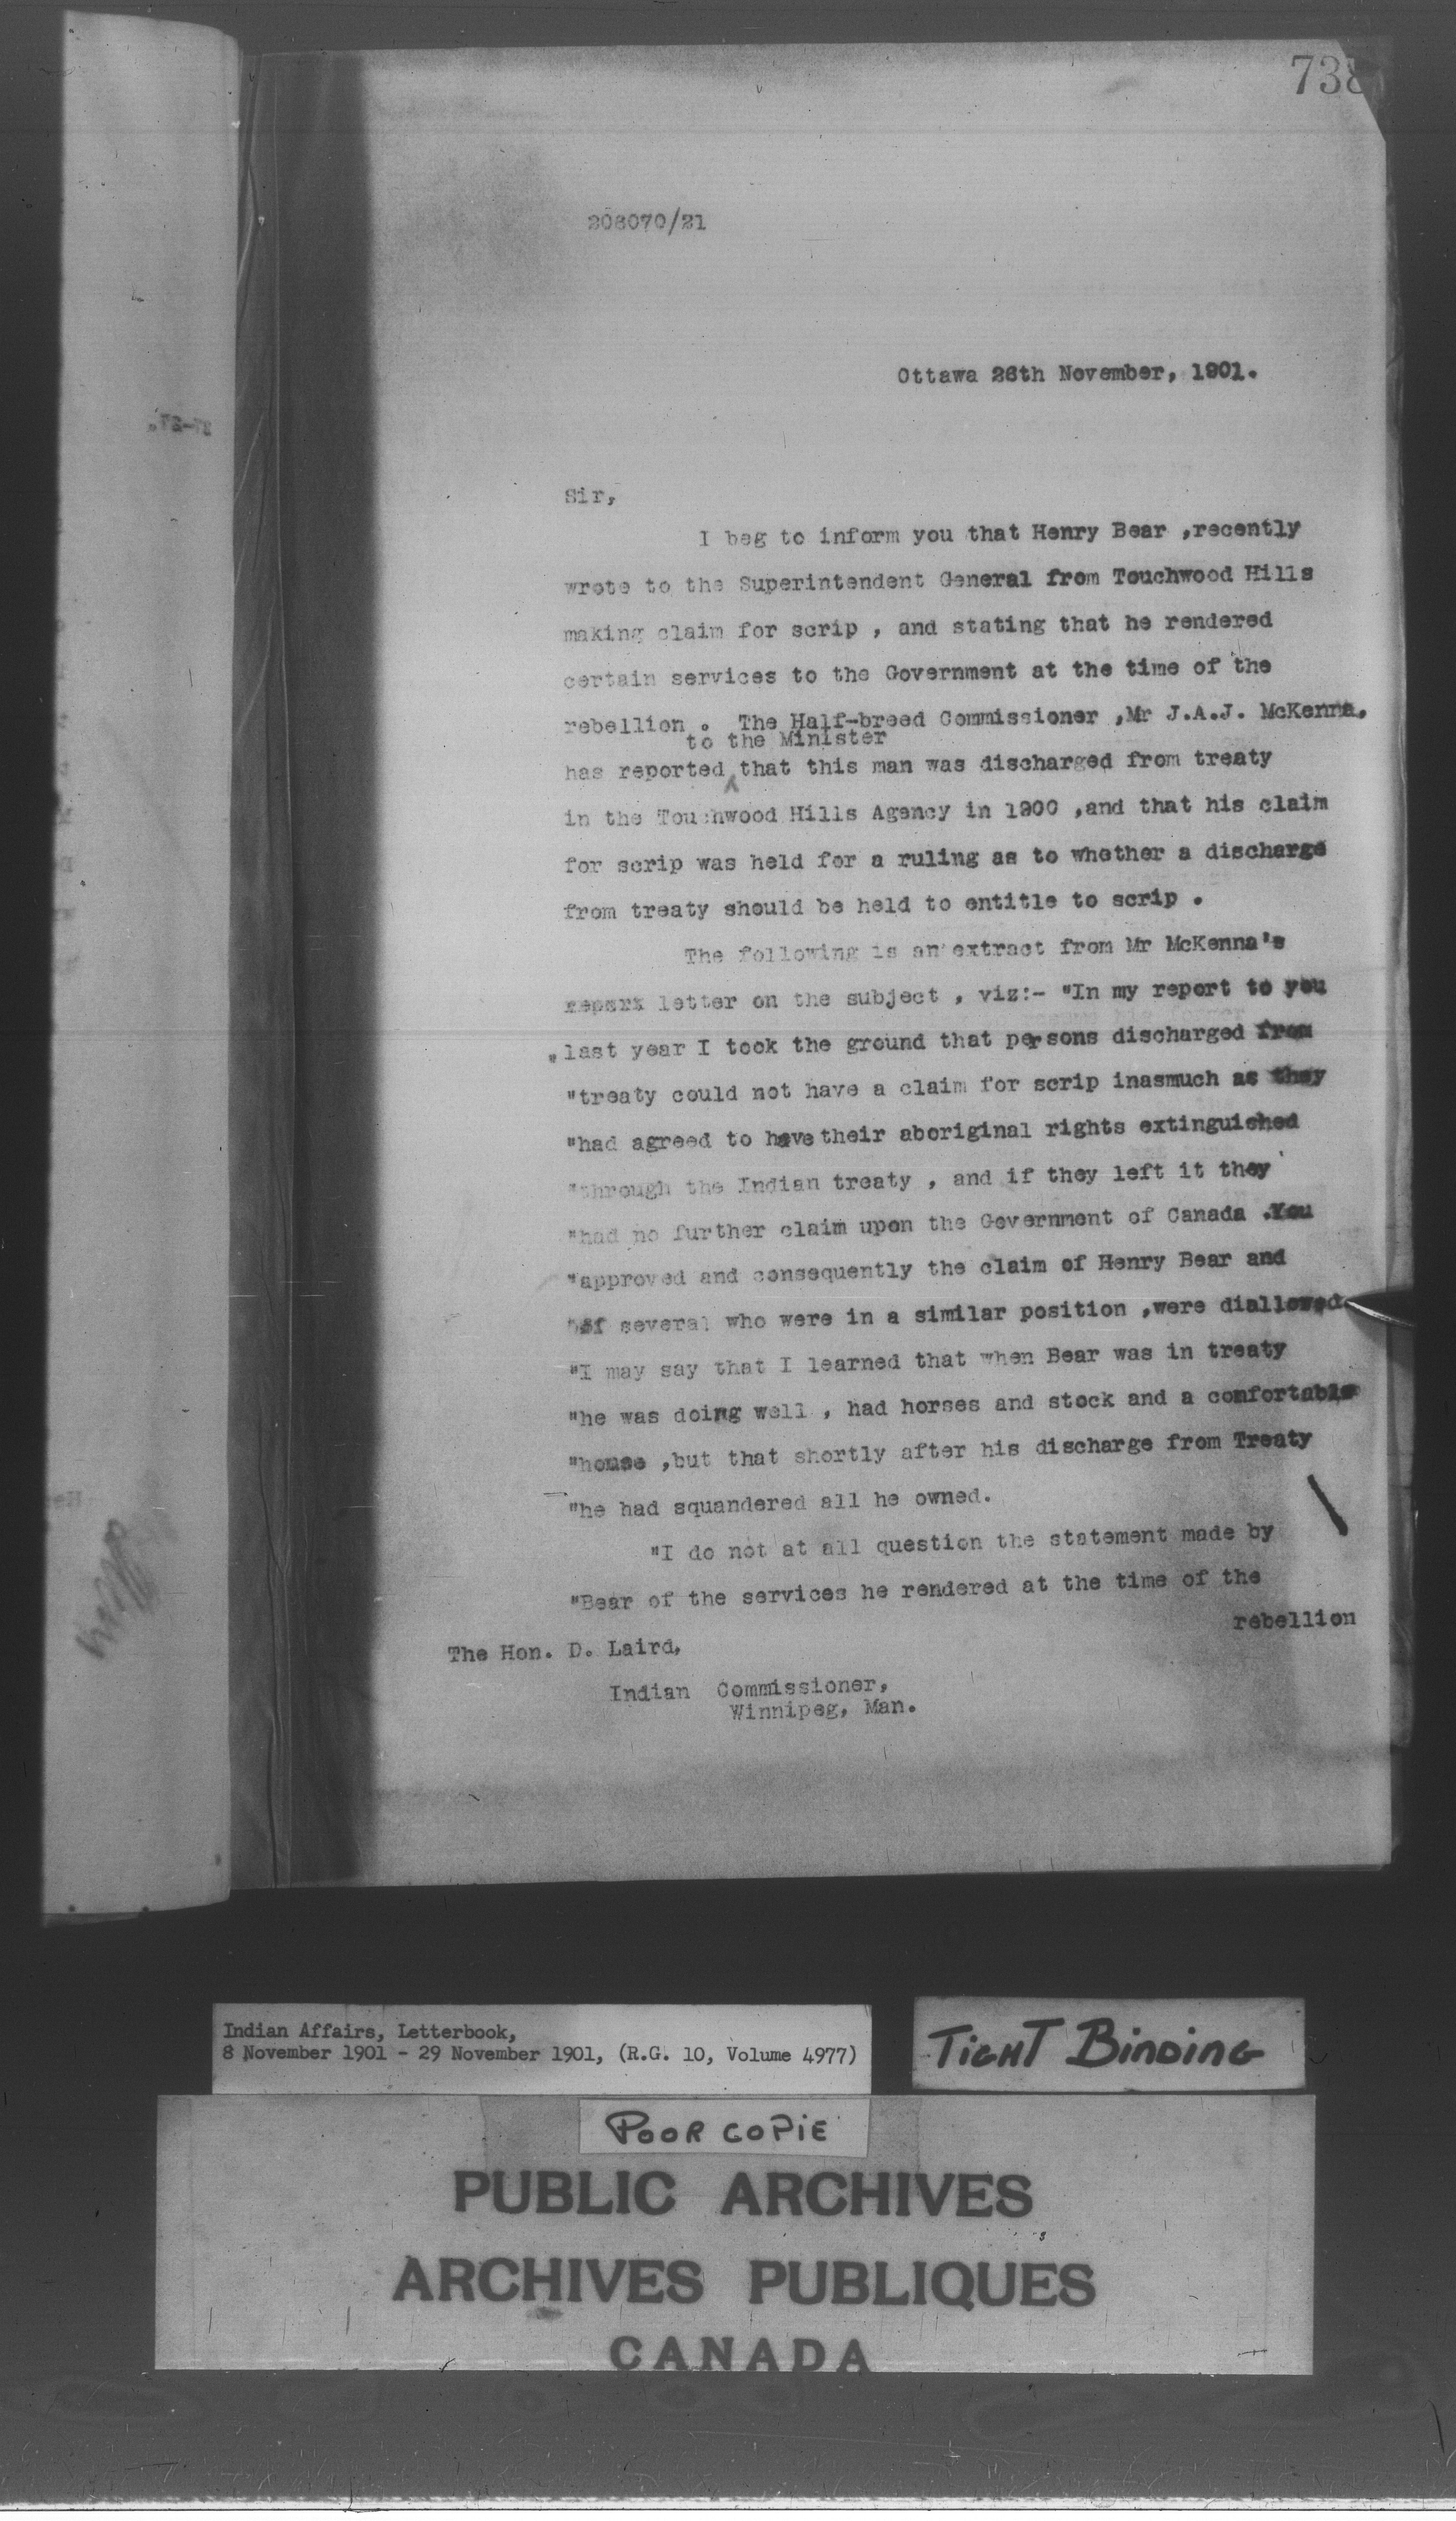 738
208070/21
Ottawa 26th November, 1901.
Sir,
I beg to inform you that Henry Bear ,recently
wrote to the Superintendent General from Touchwood Hills
making claim for scrip , and stating that he rendered
certain services to the Government at the time of the
rebellion . The Half-breed Commissioner ,Mr J.A.J. McKenna,
to the Minister
has reported ^ that this man was discharged from treaty
in the Touchwood Hills Agency in 1900 ,and that his claim
for scrip was held for a ruling as to whether a discharge
from treaty should be held to entitle to scrip .
The following is an extract from Mr McKenna's
letter on the subject , viz:- "In my report to you
"last year I took the ground that persons discharged from
"treaty could not have a claim for scrip inasmuch as they
"had agreed to have their aboriginal rights extinguished
"through the Indian treaty , and if they left it they
"had no further claim upon the Government of Canada .You
"approved and consequently the claim of Henry Bear and
"of several who were in a similar position ,were diallowed
"I may say that I learned that when Bear was in treaty
"he was doing well , had horses and stock and a comfortable
"house ,but that shortly after his discharge from Treaty
"he had squandered all he owned.
"I do not at all question the statement made by
"Bear of the services he rendered at the time of the
rebellion
The Hon. D. Laird,
Indian Commissioner,
Winnipeg, Man.
Indian Affairs, Letterbook,
8 November 1901 - 29 November 1901, (R.G. 10, Volume 4977)
TIGHT BINDING
POOR COPIE
PUBLIC ARCHIVES
ARCHIVES PUBLIQUES
CANADA